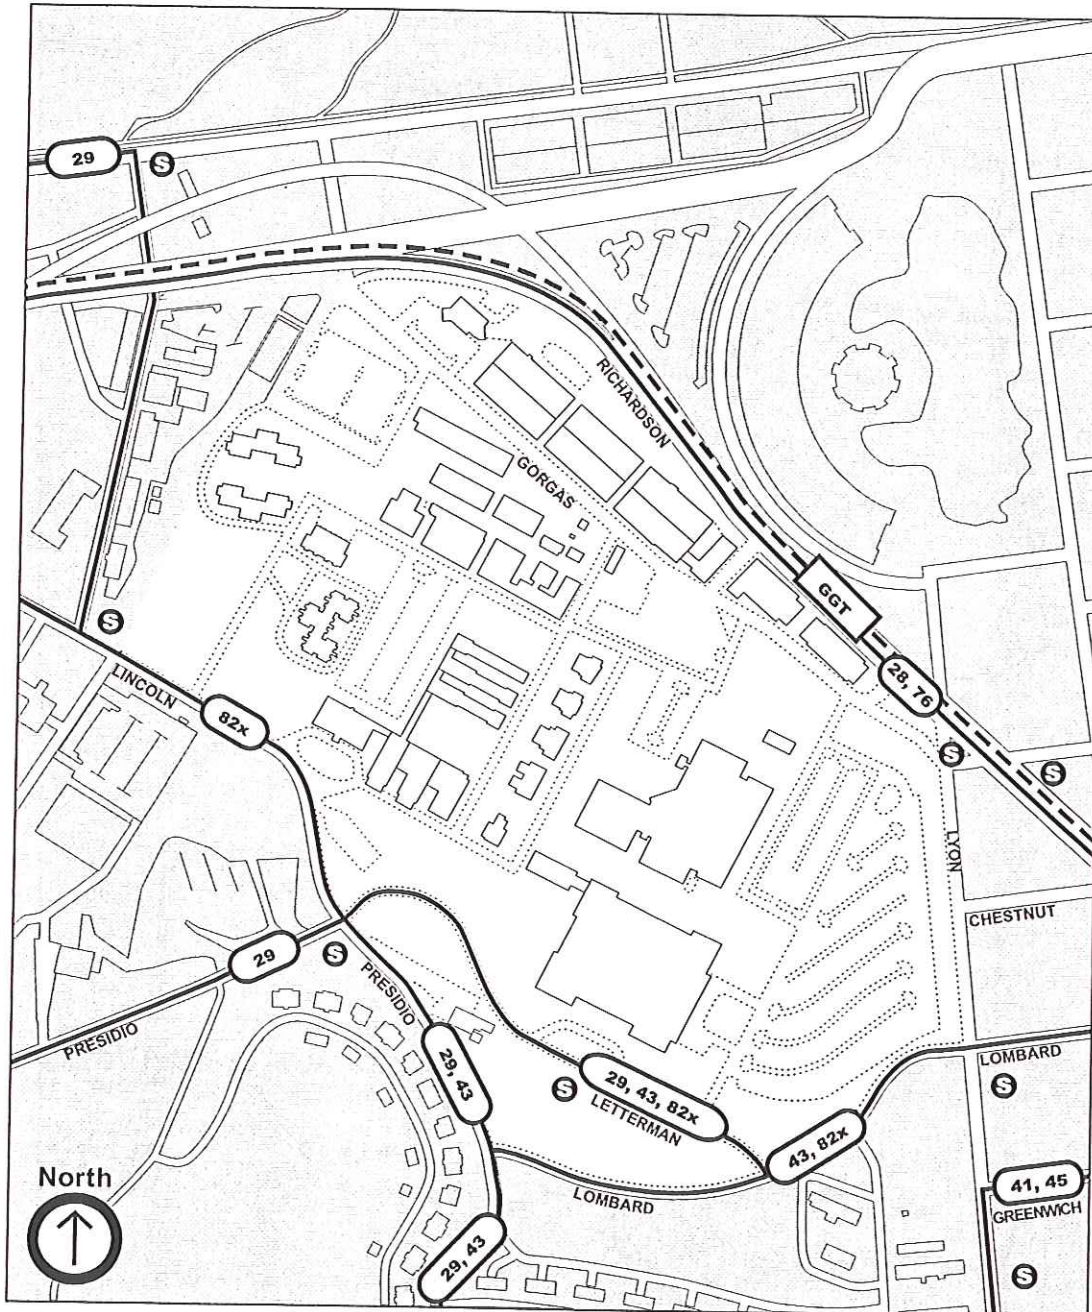 29
S
RICHARDSON
GORGAS
GGT
S
LINCOLN
82x
28, 76
S
S
LYON
CHESTNUT
29
S
PRESIDIO
PRESIDIO
29, 43
S
29, 43, 82x
LETTERMAN
LOMBARD
S
43, 82x
North
LOMBARD
41, 45
GREENWICH
29, 43
S